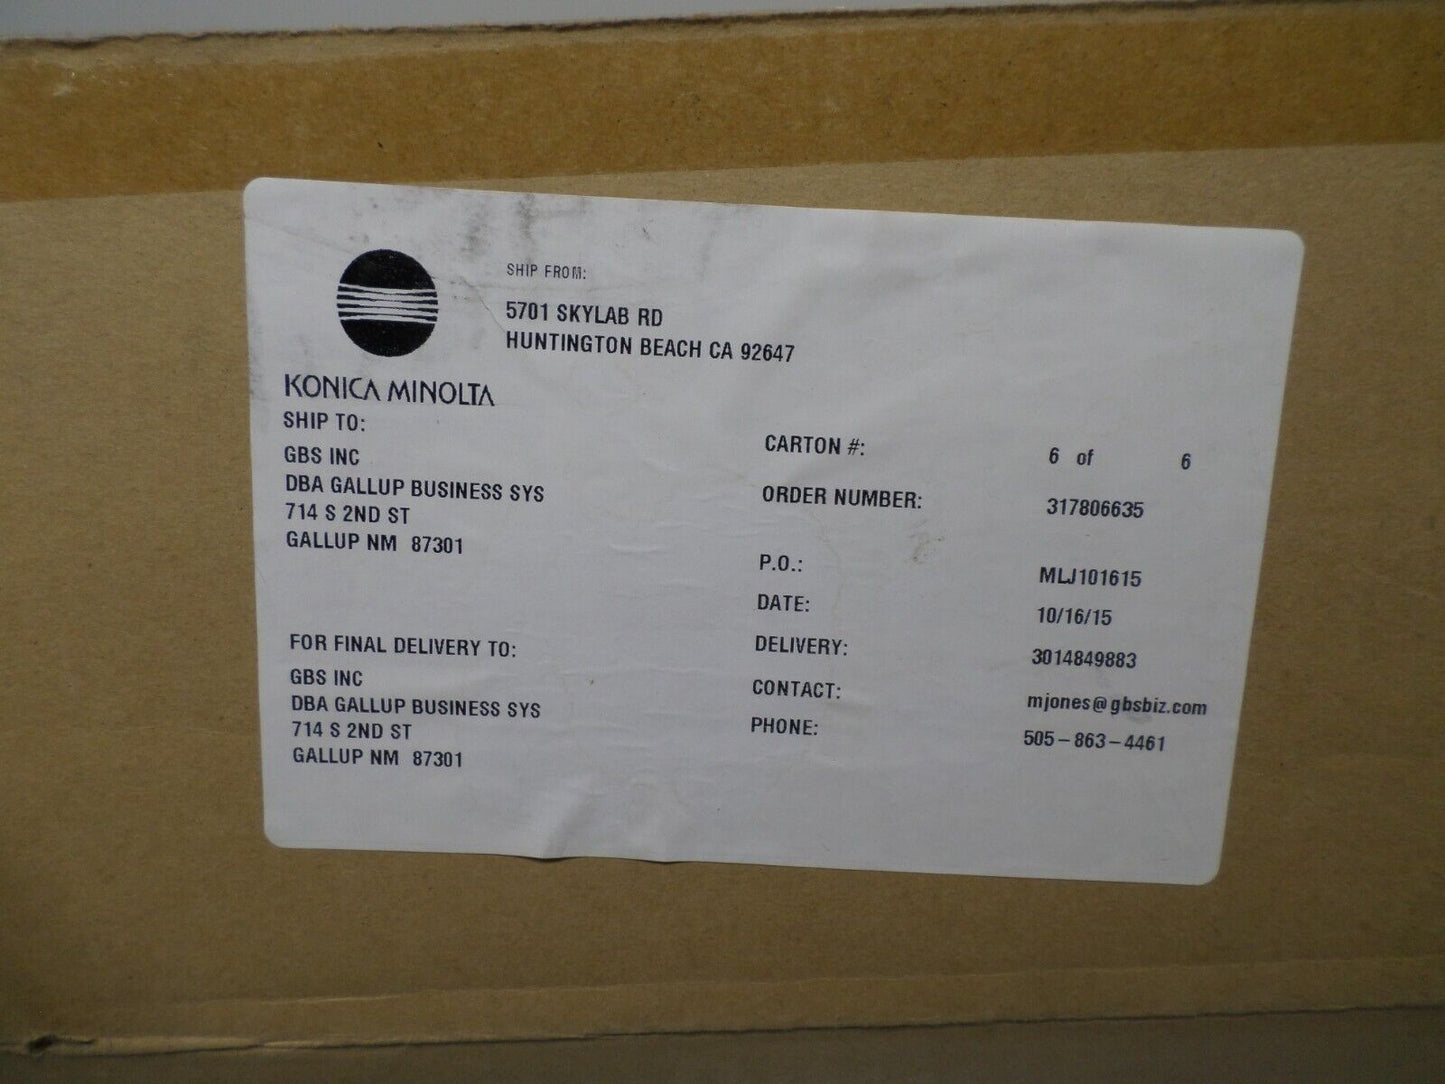 SHIP FROM:
5701 SKYLAB RD
HUNTINGTON BEACH CA 92647
KONICA MINOLTA
SHIP TO:
GBS INC
DBA GALLUP BUSINESS SYS
714 S 2ND ST
GALLUP NM 87301
FOR FINAL DELIVERY TO:
GBS INC
DBA GALLUP BUSINESS SYS
714 S 2ND ST
GALLUP NM 87301
CARTON #: 6 of 6
ORDER NUMBER: 317806635
P.O.: MLJ101615
DATE: 10/16/15
DELIVERY: 3014849883
CONTACT: mjones@gbsbiz.com
PHONE: 505-863-4461